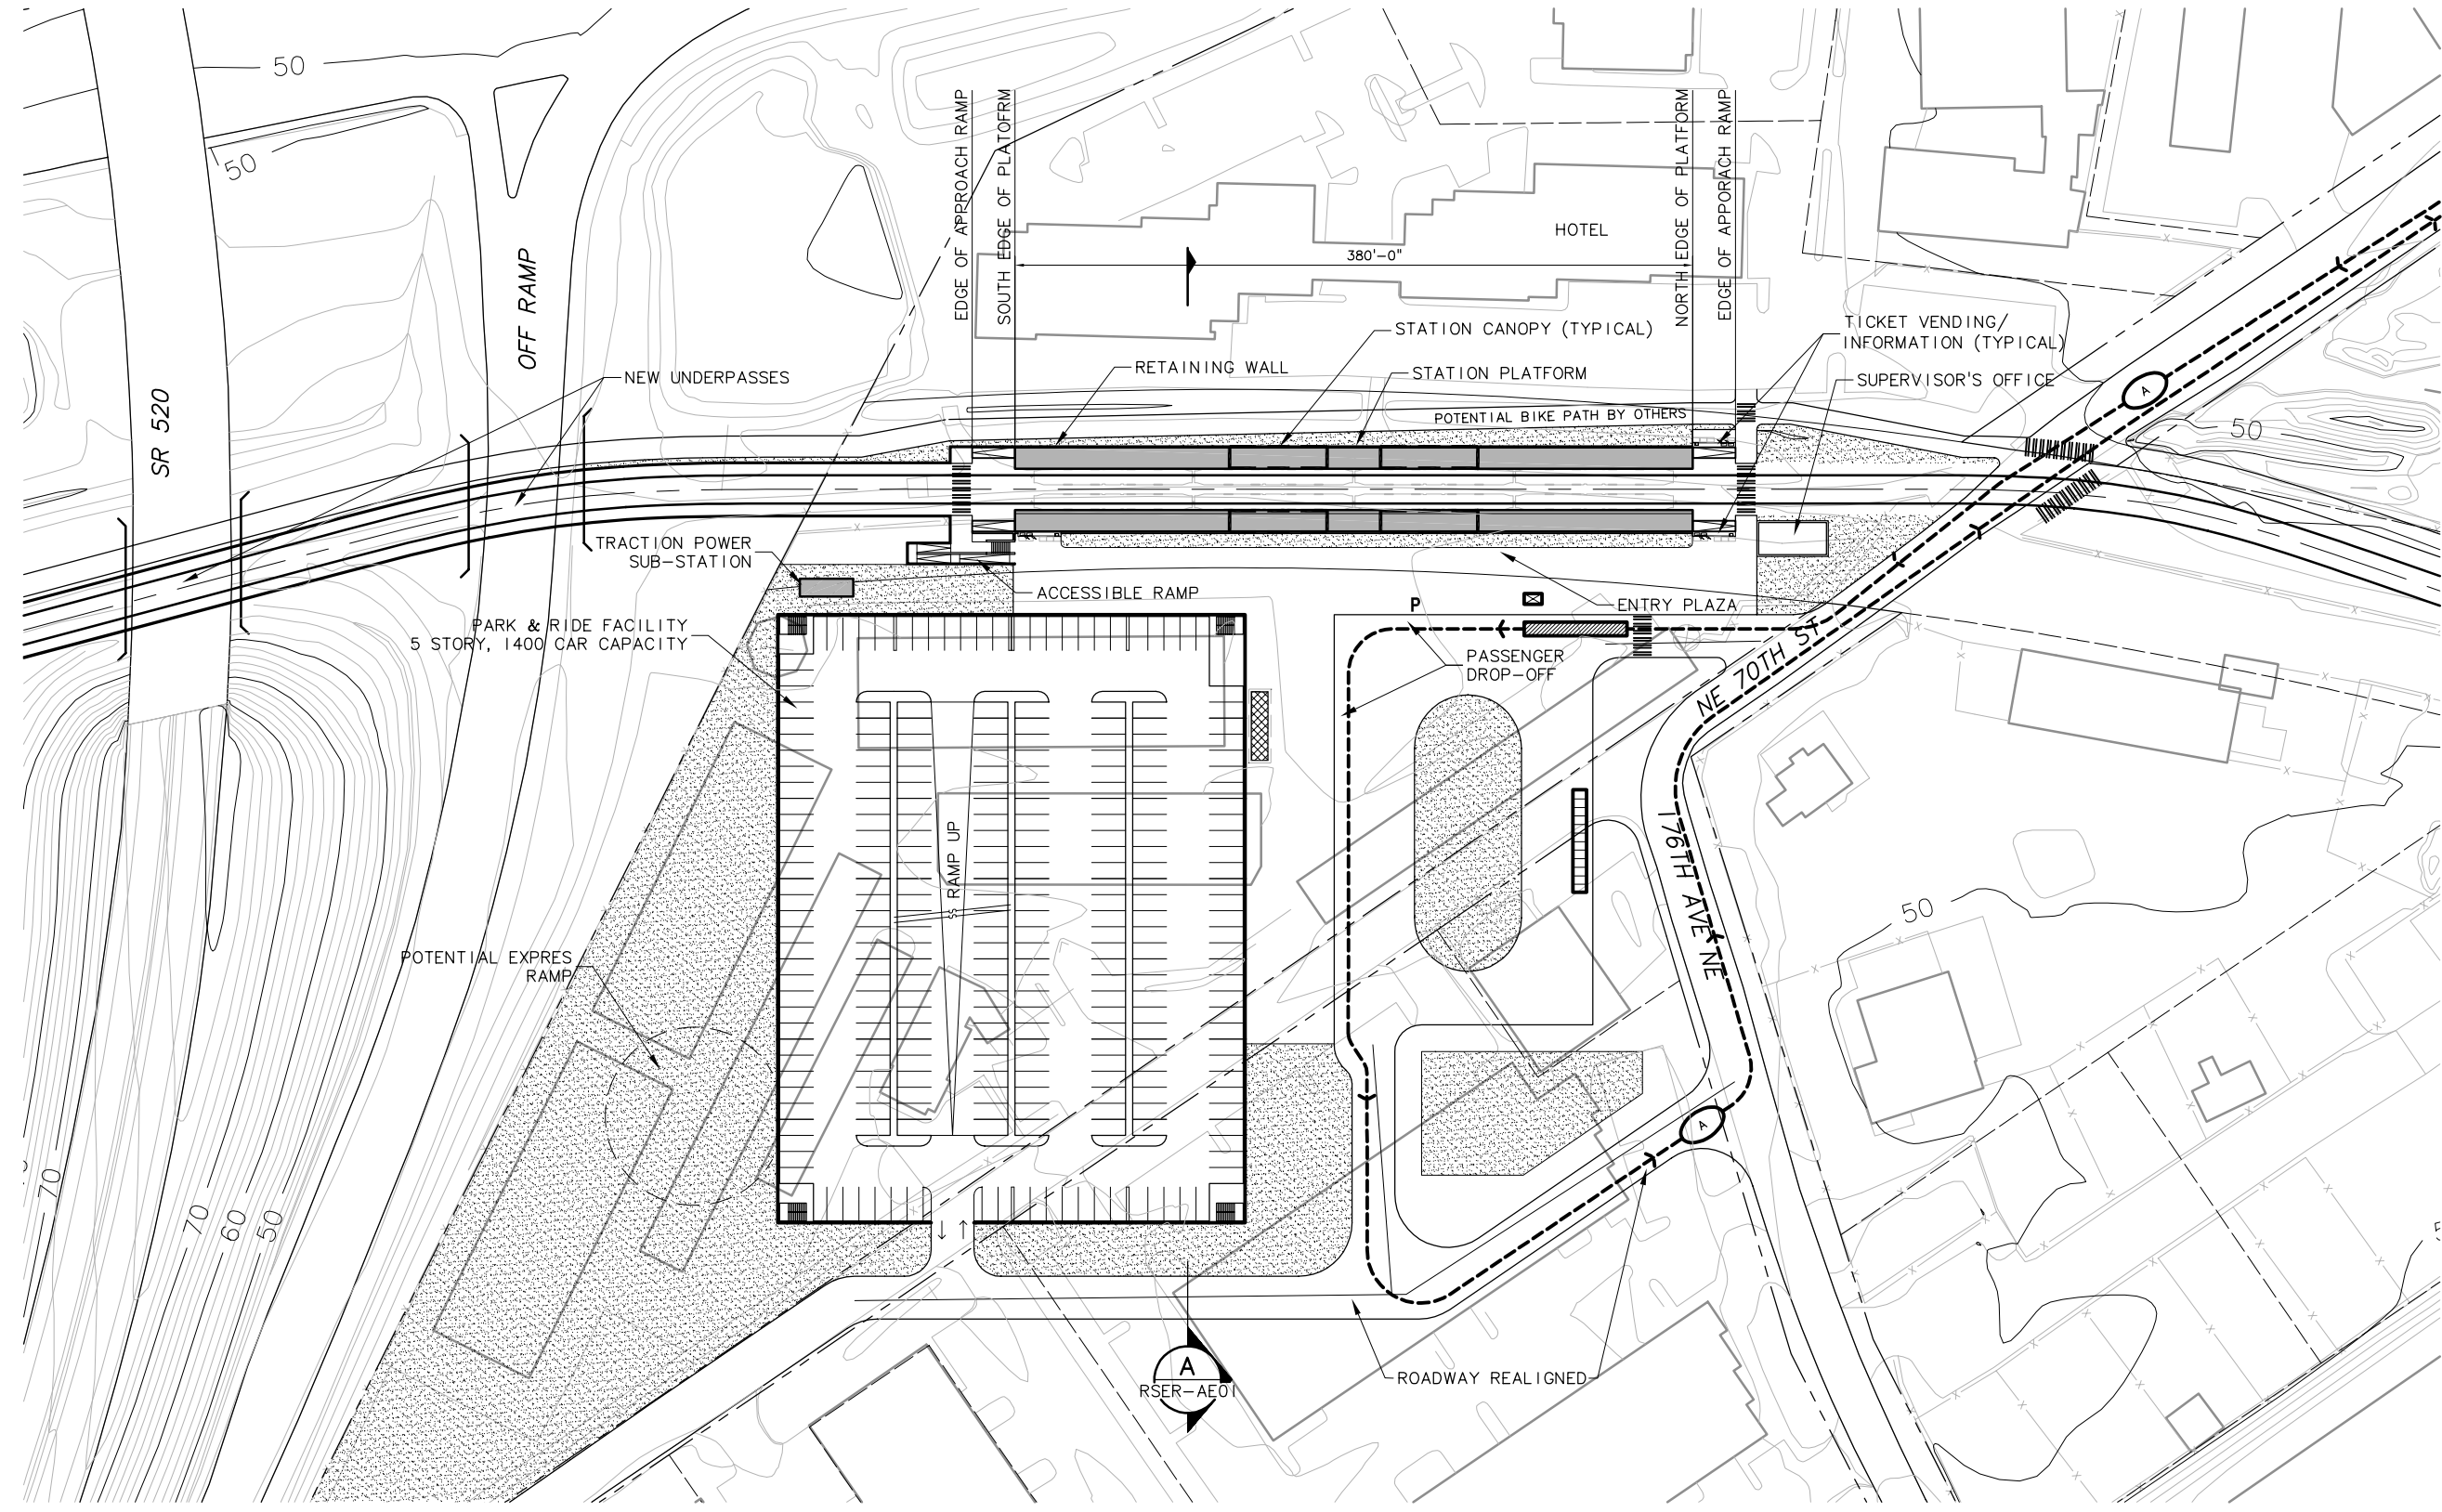 50
50
EDGE OF APPROACH RAMP
SOUTH EDGE OF PLATOFORM
NORTH EDGE OF PLATFORM
EDGE OF APPORACH RAMP
HOTEL
380'-0"
OFF RAMP
SR 520
NEW UNDERPASSES
STATION CANOPY (TYPICAL)
RETAINING WALL
STATION PLATFORM
TICKET VENDING/
INFORMATION (TYPICAL)
SUPERVISOR'S OFFICE
A
POTENTIAL BIKE PATH BY OTHERS
50
TRACTION POWER
SUB-STATION
ACCESSIBLE RAMP
ENTRY PLAZA
P
PARK & RIDE FACILITY
5 STORY, 1400 CAR CAPACITY
PASSENGER
DROP-OFF
NE 70TH ST
176TH AVE NE
RAMP UP
50
POTENTIAL EXPRES
RAMP
A
70
70
60
50
A
RSER-AE01
ROADWAY REALIGNED